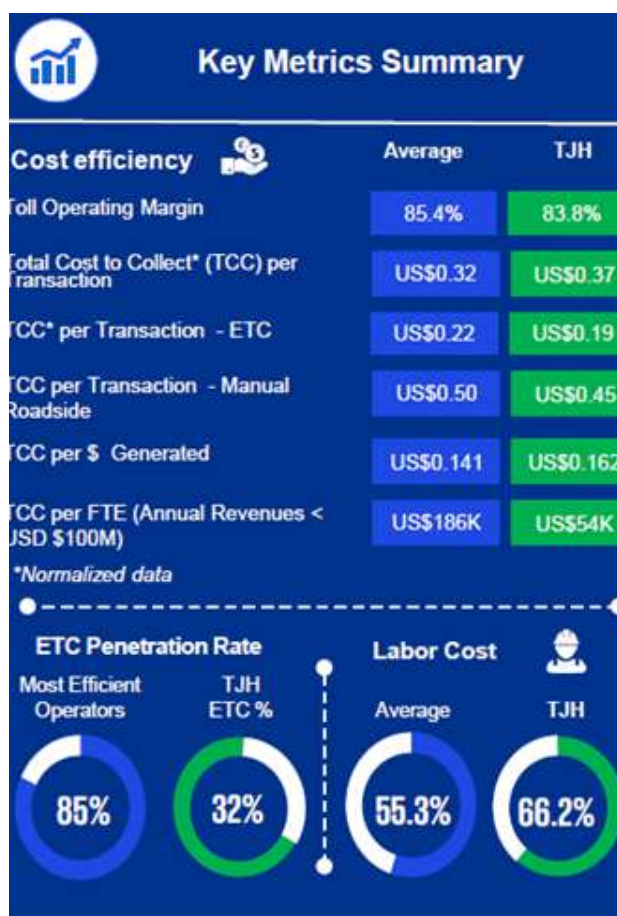 Key Metrics Summary
Cost efficiency
Average
TJH
Toll Operating Margin
85.4%
83.8%
Total Cost to Collect* (TCC) per
Transaction
US$0.32
US$0.37
TCC* per Transaction - ETC
US$0.22
US$0.19
TCC per Transaction - Manual
Roadside
US$0.50
US$0.45
TCC per $ Generated
US$0.141
US$0.162
TCC per FTE (Annual Revenues <
USD $100M)
US$186K
US$54K
*Normalized data
ETC Penetration Rate
Most Efficient
Operators
TJH
ETC %
85%
32%
Labor Cost
Average
TJH
55.3%
66.2%